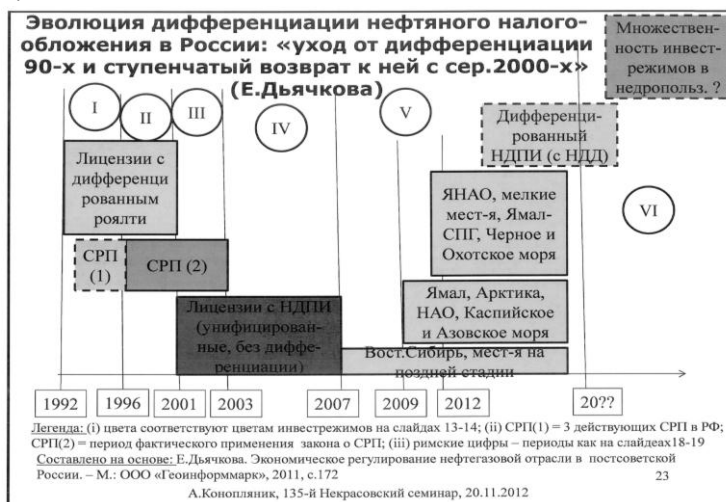 Эволюция дифференциации нефтяного налого-
обложения в России: «уход от дифференциации
90-х и ступенчатый возврат к ней с сер.2000-х»
(Е.Дьячкова)
Множествен-
ность инвест-
режимов в
недропольз. ?
I
II
III
IV
V
VI
Лицензии с
дифференци
рованным
роялти
СРП
(1)
СРП (2)
Лицензии с НДПИ
(унифицирован-
ные, без диффе-
ренциации)
Дифференци-
рованный
НДПИ (с НДД)
ЯНАО, мелкие
мест-я, Ямал-
СПГ, Черное и
Охотское моря
Ямал, Арктика,
НАО, Каспийское
и Азовское моря
Вост.Сибирь, мест-я на
поздней стадии
1992
1996
2001
2003
2007
2009
2012
20??
Легенда: (i) цвета соответствуют цветам инвестрежимов на слайдах 13-14; (ii) СРП(1) = 3 действующих СРП в РФ;
СРП(2) = период фактического применения закона о СРП; (iii) римские цифры – периоды как на слайдеах18-19
Составлено на основе: Е.Дьячкова. Экономическое регулирование нефтегазовой отрасли в постсоветской
России. – М.: ООО «Геоинформмарк», 2011, с.172
23
А.Конопляник, 135-й Некрасовский семинар, 20.11.2012